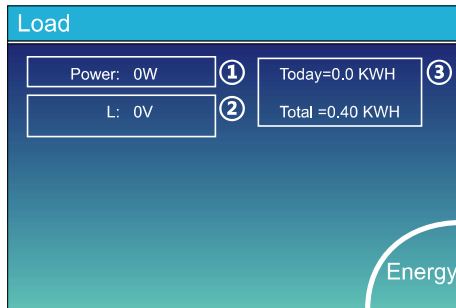 Load
Power: 0W
①
L: 0V
②
Today=0.0 KWH
③
Total =0.40 KWH
Energy